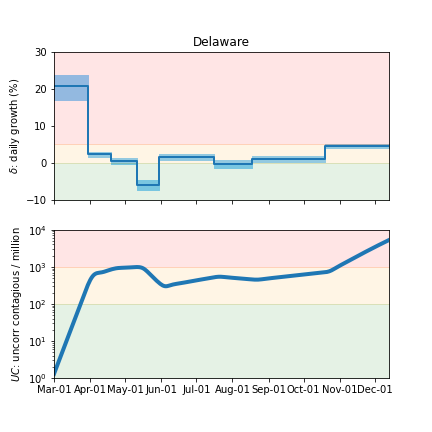 Delaware
30
20
10
0
−10
δ: daily growth (%)
10⁴
10³
10²
10¹
10⁰
UC: uncorr contagious / million
Mar-01 Apr-01 May-01 Jun-01 Jul-01 Aug-01 Sep-01 Oct-01 Nov-01 Dec-01